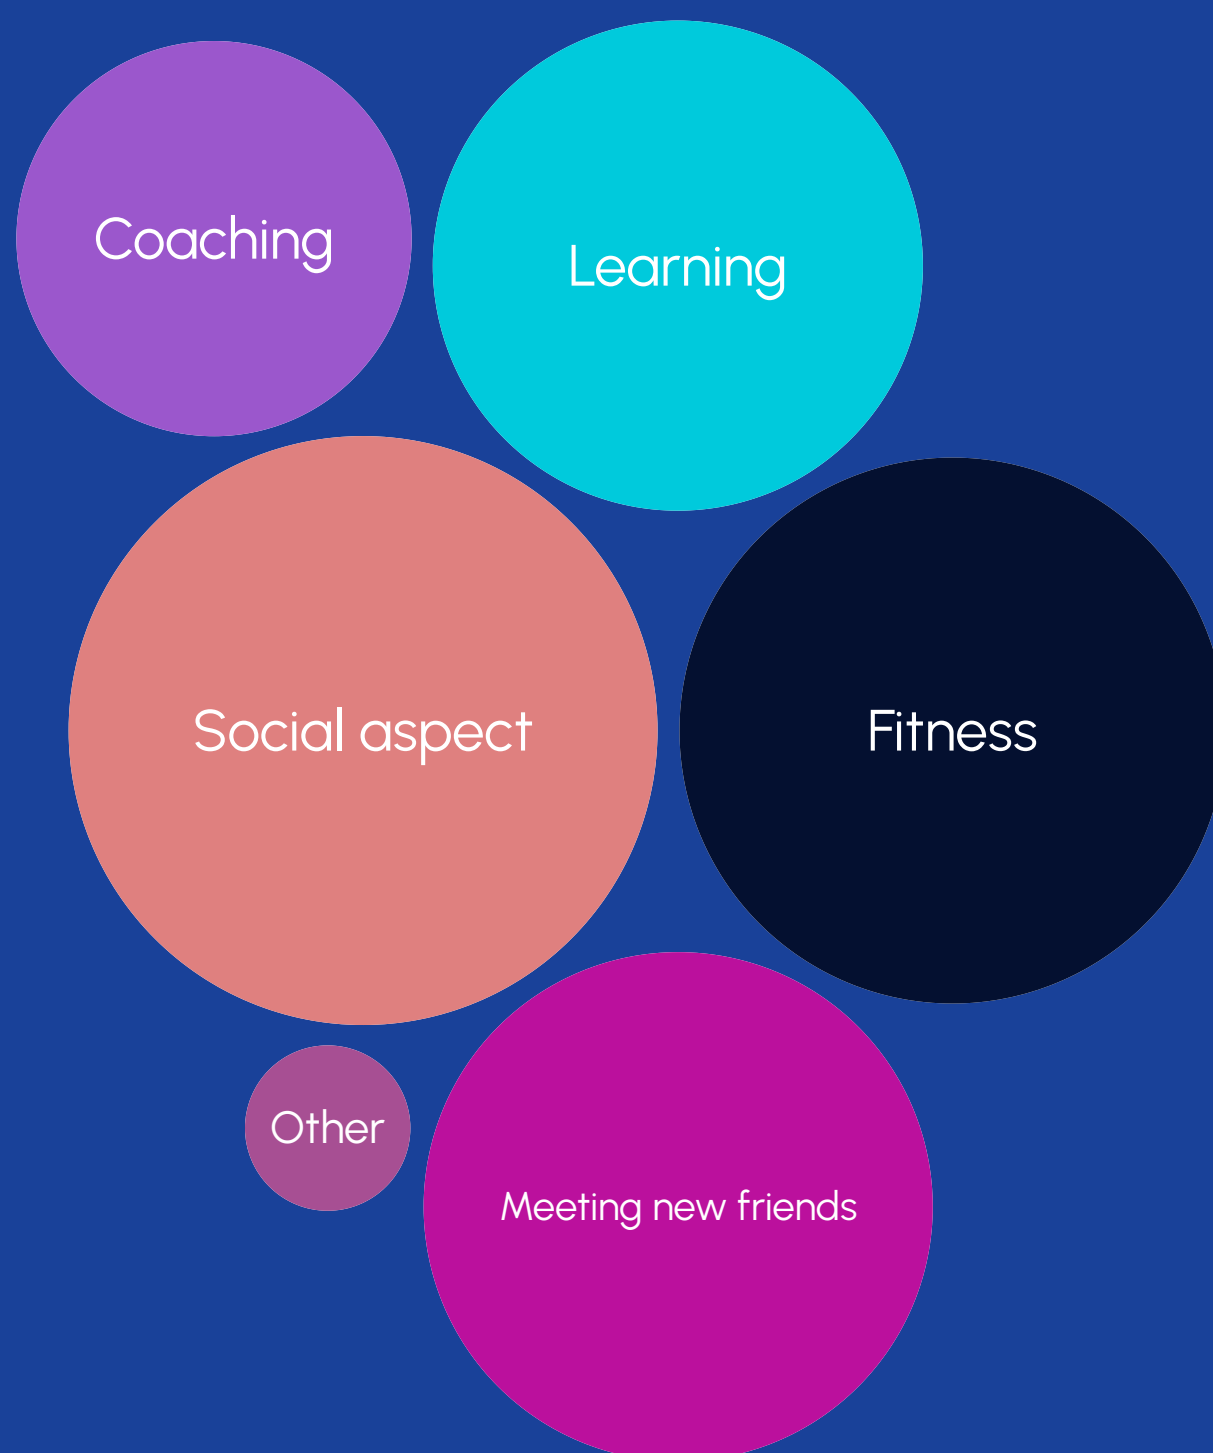 Coaching
Learning
Social aspect
Fitness
Other
Meeting new friends